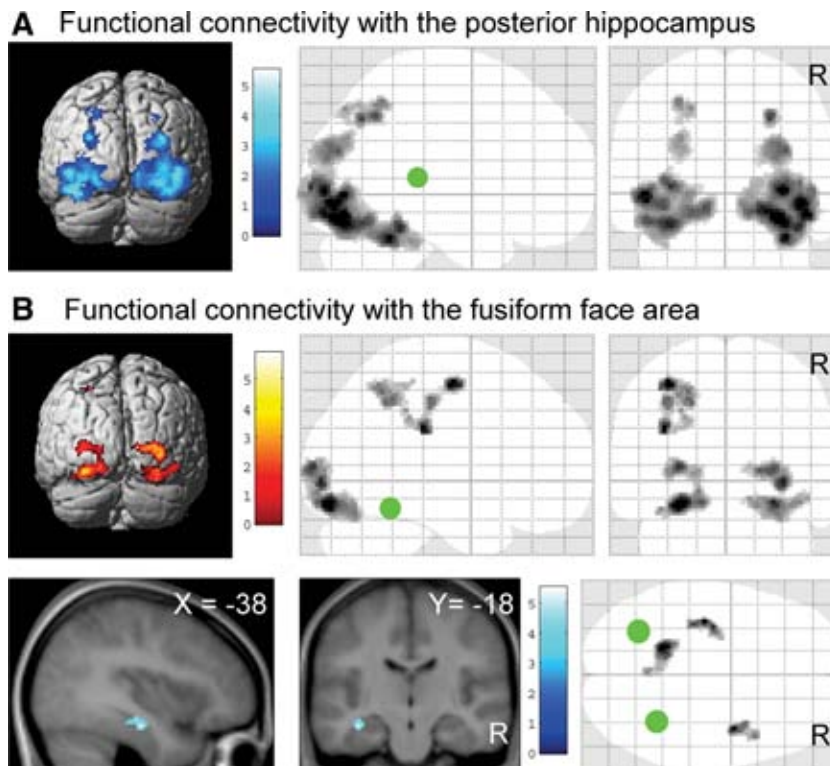 A Functional connectivity with the posterior hippocampus
R
5
4
3
2
1
0
B Functional connectivity with the fusiform face area
R
5
4
3
2
1
0
X = -38
Y= -18
R
5
4
3
2
1
0
R